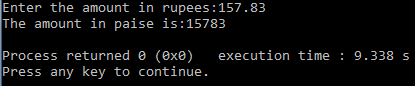 Enter the amount in rupees:157.83
The amount in paise is:15783
Process returned 0 (0x0)   execution time : 9.338 s
Press any key to continue.